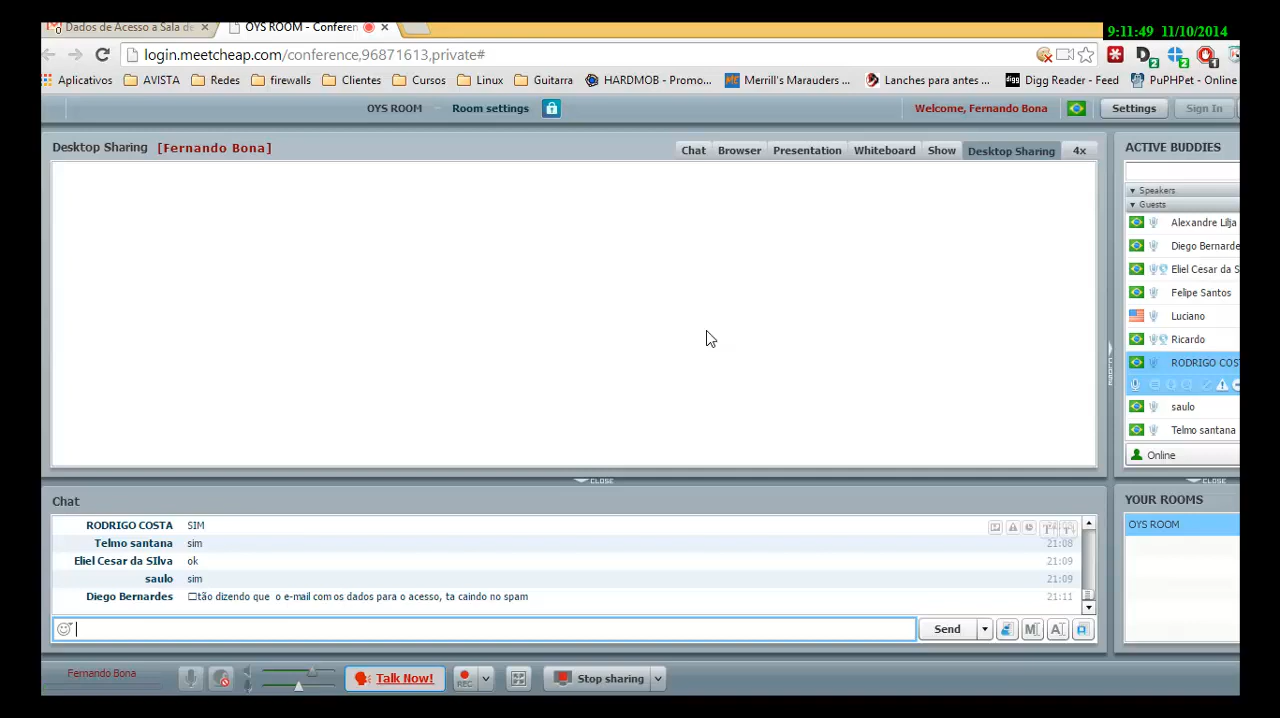 9:11:49 11/10/2014
Dados de Acesso a Sala de
OYS ROOM - Conferen
login.meetcheap.com/conference,96871613,private#
Aplicativos AVISTA Redes firewalls Clientes Cursos Linux Guitarra HARDMOB - Promo... Merrill's Marauders ... Lanches para antes ... Digg Reader - Feed PuPHPet - Online
OYS ROOM Room settings Welcome, Fernando Bona Settings Sign In
Desktop Sharing [Fernando Bona] Chat Browser Presentation Whiteboard Show Desktop Sharing 4x
ACTIVE BUDDIES
Speakers
Guests
Alexandre Lilja
Diego Bernarde
Eliel Cesar da S
Felipe Santos
Luciano
Ricardo
RODRIGO COST
saulo
Telmo santana
Online
CLOSE
CLOSE
Chat
RODRIGO COSTA SIM
Telmo santana sim 21:08
Eliel Cesar da SIlva ok 21:09
saulo sim 21:09
Diego Bernardes tão dizendo que o e-mail com os dados para o acesso, ta caindo no spam 21:11
Send
YOUR ROOMS
OYS ROOM
Fernando Bona Talk Now! REC Stop sharing